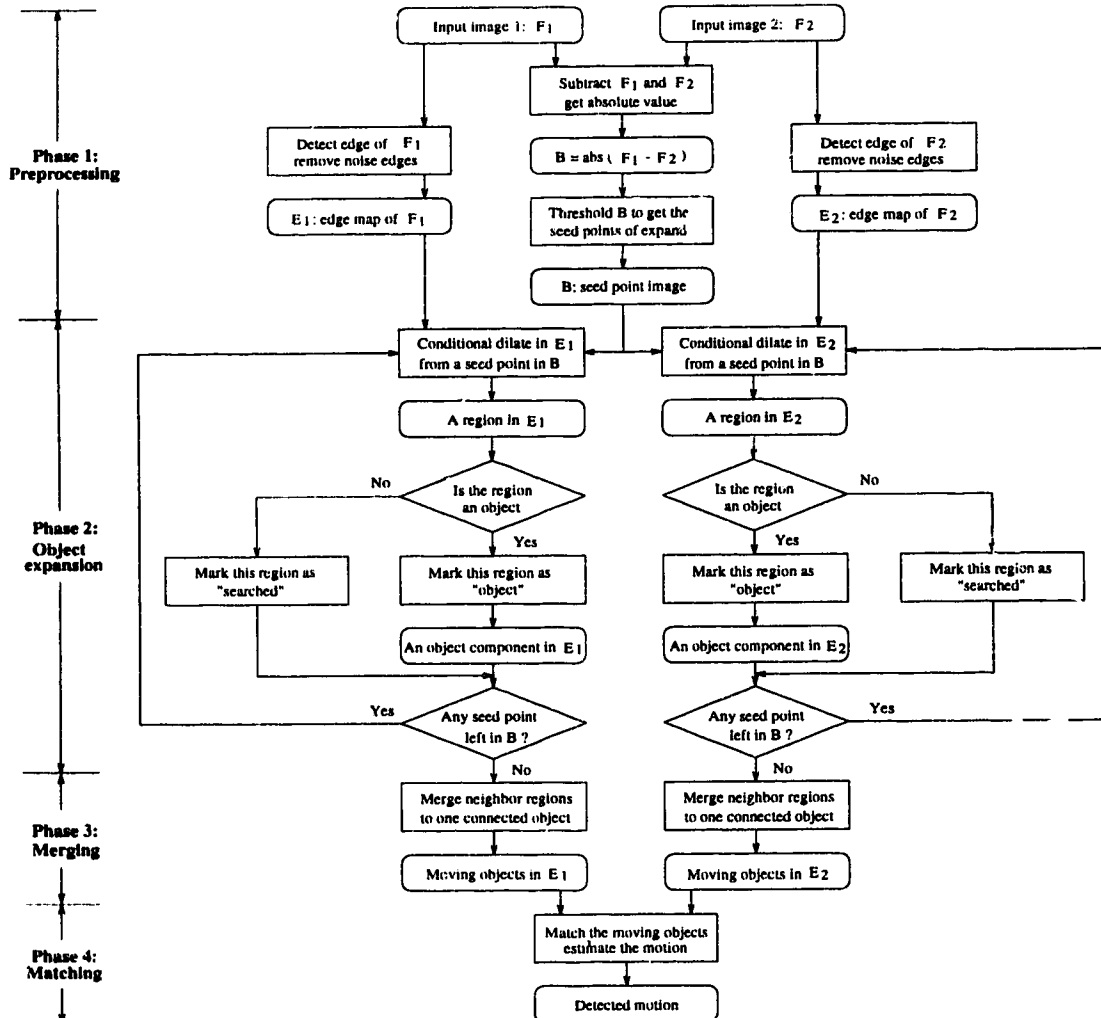 Input image 1: F1
Input image 2: F2
Subtract F1 and F2
get absolute value
Phase 1:
Preprocessing
Detect edge of F1
remove noise edges
B = abs ( F1 - F2 )
Detect edge of F2
remove noise edges
E1: edge map of F1
Threshold B to get the
seed points of expand
E2: edge map of F2
B: seed point image
Conditional dilate in E1
from a seed point in B
Conditional dilate in E2
from a seed point in B
A region in E1
A region in E2
No
Is the region
an object
Yes
Is the region
an object
No
Yes
Phase 2:
Object
expansion
Mark this region as
"searched"
Mark this region as
"object"
Mark this region as
"object"
Mark this region as
"searched"
An object component in E1
An object component in E2
Yes
Any seed point
left in B ?
No
Any seed point
left in B ?
Yes
No
Phase 3:
Merging
Merge neighbor regions
to one connected object
Merge neighbor regions
to one connected object
Moving objects in E1
Moving objects in E2
Phase 4:
Matching
Match the moving objects
estimate the motion
Detected motion